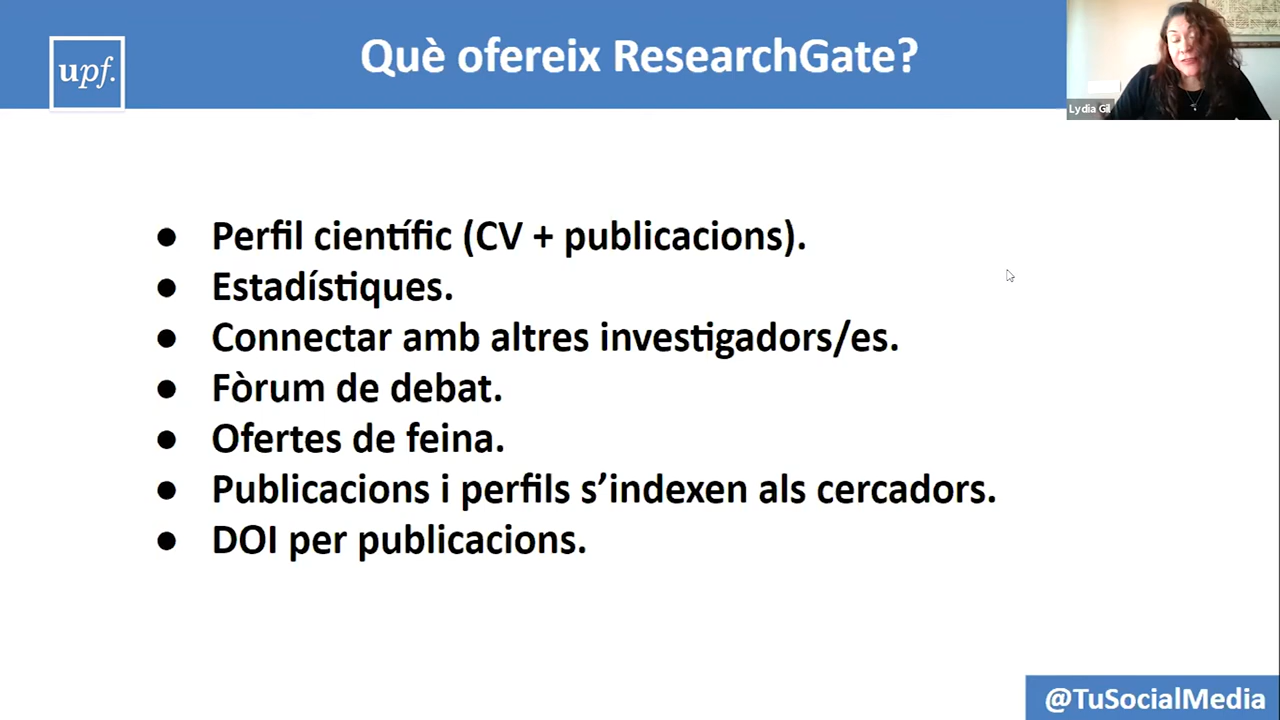 Què ofereix ResearchGate?
upf.
Lydia Gil
● Perfil científic (CV + publicacions).
● Estadístiques.
● Connectar amb altres investigadors/es.
● Fòrum de debat.
● Ofertes de feina.
● Publicacions i perfils s’indexen als cercadors.
● DOI per publicacions.
@TuSocialMedia